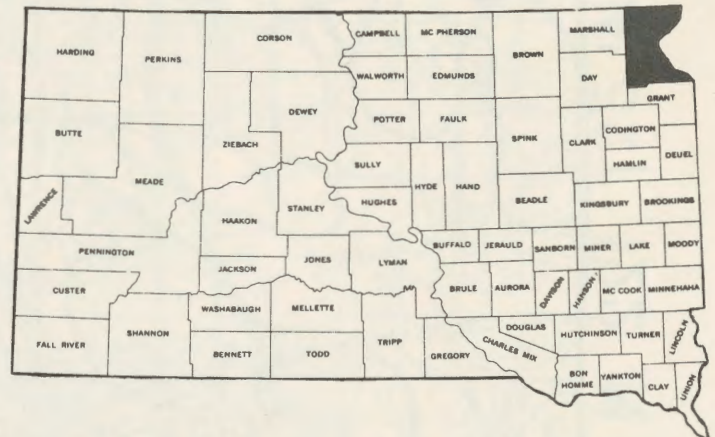 HARDING
PERKINS
CORSON
CAMPBELL
MC PHERSON
BROWN
MARSHALL
WALWORTH
EDMUNDS
DAY
GRANT
BUTTE
DEWEY
ZIEBACH
POTTER
FAULK
SPINK
CLARK
CODINGTON
HAMLIN
DEUEL
MEADE
SULLY
HYDE
HAND
LAWRENCE
HAAKON
STANLEY
HUGHES
BEADLE
KINGSBURY
BROOKINGS
PENNINGTON
JACKSON
JONES
LYMAN
BUFFALO
JERAULD
SANBORN
MINER
LAKE
MOODY
CUSTER
BRULE
AURORA
DAVISON
HANSON
MC COOK
MINNEHAHA
FALL RIVER
SHANNON
WASHABAUGH
MELLETTE
BENNETT
TODD
TRIPP
GREGORY
CHARLES MIX
DOUGLAS
HUTCHINSON
TURNER
LINCOLN
BON
HOMME
YANKTON
CLAY
UNION